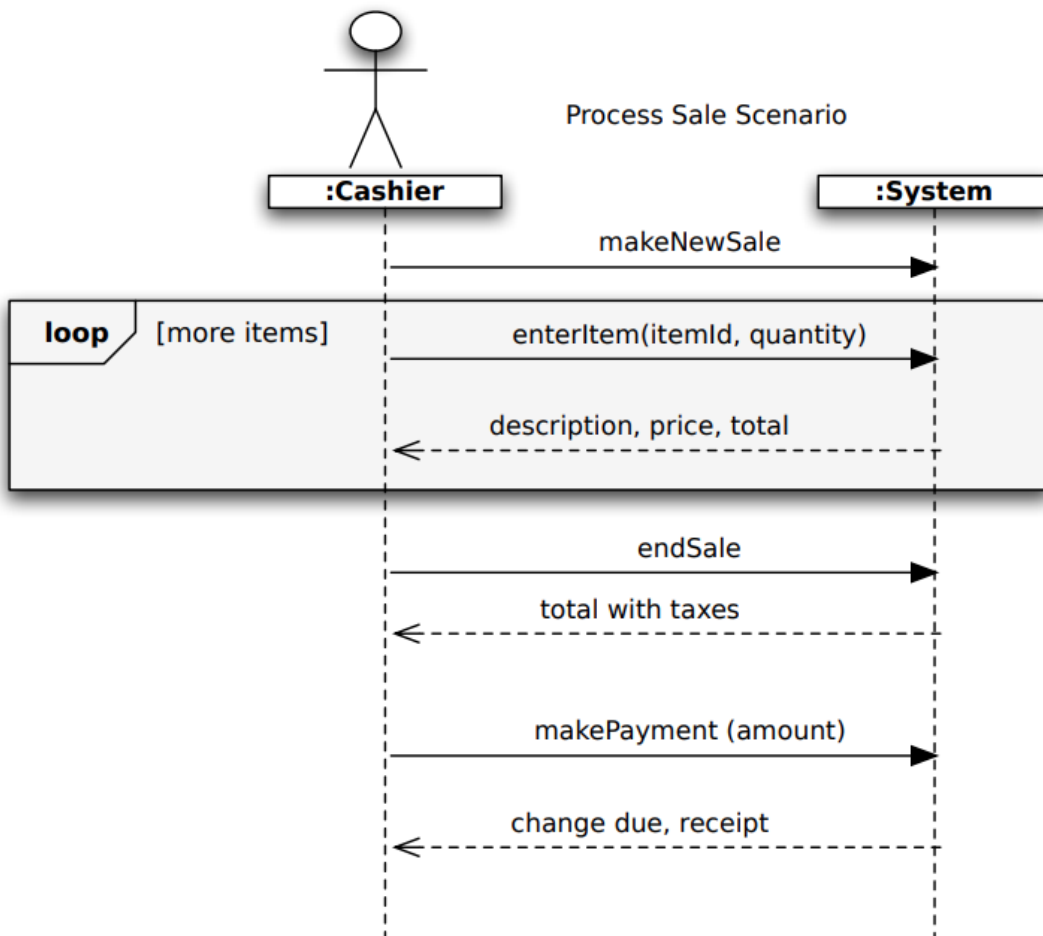 Process Sale Scenario
:Cashier
:System
makeNewSale
loop
[more items]
enterItem(itemId, quantity)
description, price, total
endSale
total with taxes
makePayment (amount)
change due, receipt